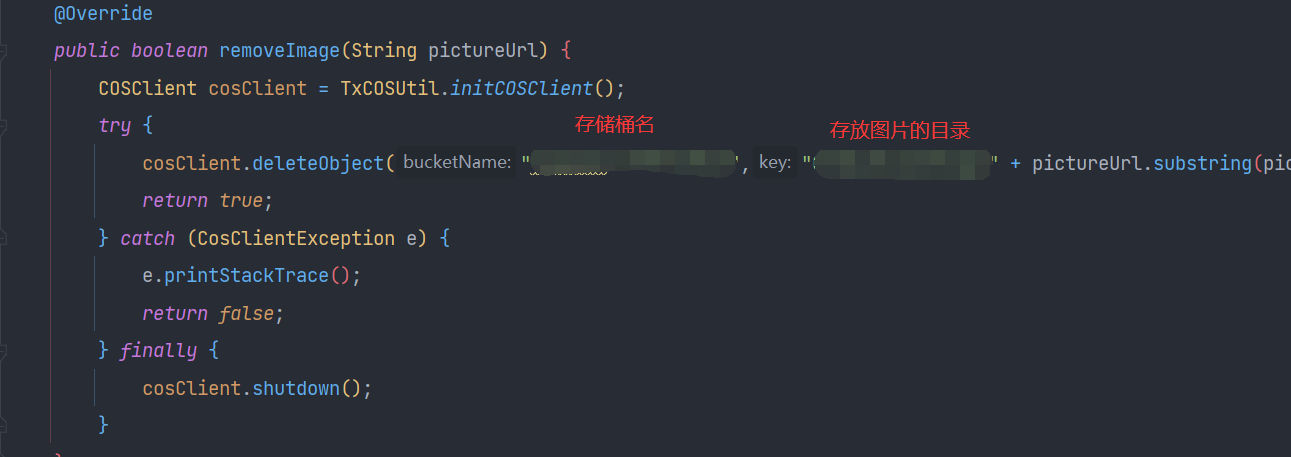 @Override
public boolean removeImage(String pictureUrl) {
COSClient cosClient = TxCOSUtil.initCOSClient();
try {
存储桶名 存放图片的目录
cosClient.deleteObject( bucketName: " ", key: " " + pictureUrl.substring(pic
return true;
} catch (CosClientException e) {
e.printStackTrace();
return false;
} finally {
cosClient.shutdown();
}